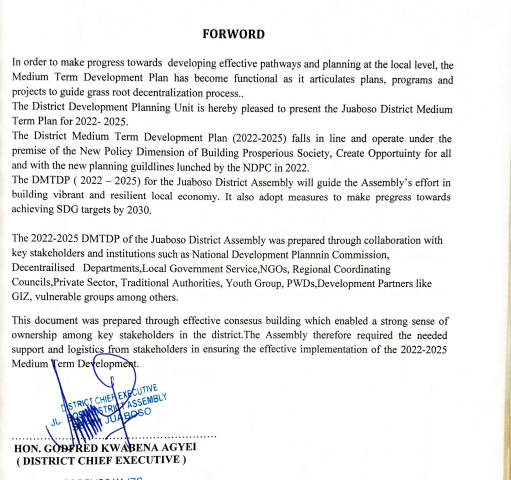 FORWORD
In order to make progress towards developing effective pathways and planning at the local level, the
Medium Term Development Plan has become functional as it articulates plans, programs and
projects to guide grass root decentralization process..
The District Development Planning Unit is hereby pleased to present the Juaboso District Medium
Term Plan for 2022- 2025.
The District Medium Term Development Plan (2022-2025) falls in line and operate under the
premise of the New Policy Dimension of Building Prosperious Society, Create Opportuinty for all
and with the new planning guildlines lunched by the NDPC in 2022.
The DMTDP ( 2022 – 2025) for the Juaboso District Assembly will guide the Assembly's effort in
building vibrant and resilient local economy. It also adopt measures to make pregress towards
achieving SDG targets by 2030.
The 2022-2025 DMTDP of the Juaboso District Assembly was prepared through collaboration with
key stakeholders and institutions such as National Development Plannnin Commission,
Decentrailised Departments,Local Government Service,NGOs, Regional Coordinating
Councils,Private Sector, Traditional Authorities, Youth Group, PWDs,Development Partners like
GIZ, vulnerable groups among others.
This document was prepared through effective consesus building which enabled a strong sense of
ownership among key stakeholders in the district.The Assembly therefore required the needed
support and logistics from stakeholders in ensuring the effective implementation of the 2022-2025
Medium Term Development.
DISTRICT CHIEF EXECUTIVE
DISTRICT ASSEMBLY
JUABOSO
HON. GODFRED KWABENA AGYEI
( DISTRICT CHIEF EXECUTIVE )